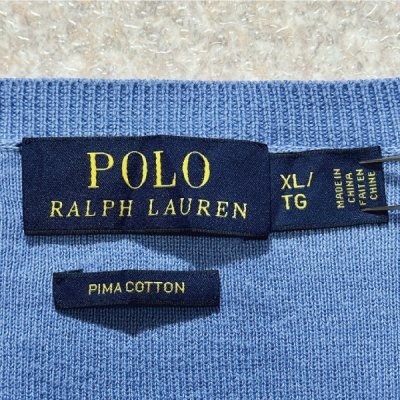 POLO
RALPH LAUREN
XL/
TG
MADE IN
CHINA
FAIT EN
CHINE
PIMA COTTON